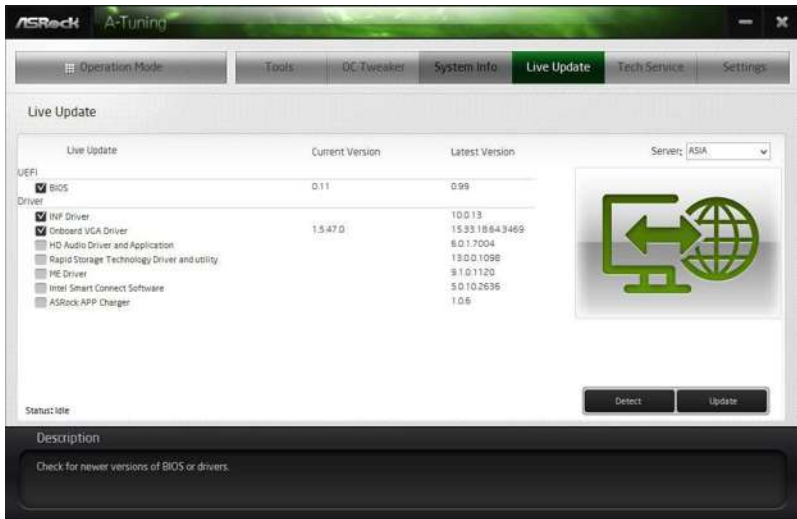 ASRock A-Tuning
Operation Mode Tools OC Tweaker System Info Live Update Tech Service Settings
Live Update
Live Update Current Version Latest Version Server: ASIA
UEFI
BIOS 0.11 0.99
Driver
INF Driver 10.0.13
Onboard VGA Driver 1.5.47.0 15.33.18.64.3469
HD Audio Driver and Application 6.0.1.7004
Rapid Storage Technology Driver and utility 13.0.0.1098
ME Driver 9.1.0.1120
Intel Smart Connect Software 5.0.10.2636
ASRock APP Charger 1.0.6
Detect Update
Status: Idle
Description
Check for newer versions of BIOS or drivers.